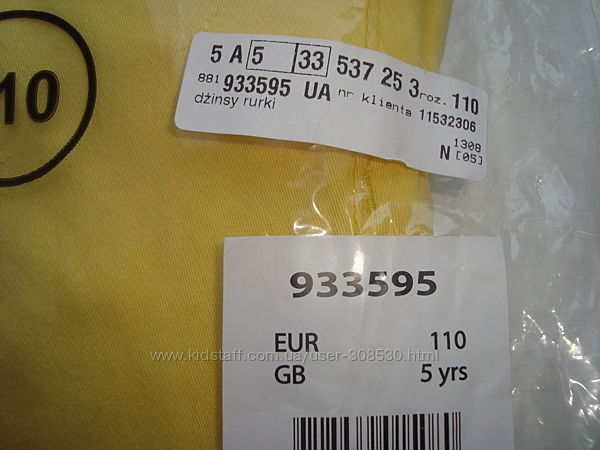 10
5 A 5 33 537 25 3 roz. 110
881 933595 UA nr klienta 11532306
dżinsy rurki
1308
N [05]
933595
EUR 110
GB 5 yrs
www.kidstaff.com.ua/user-308530.html